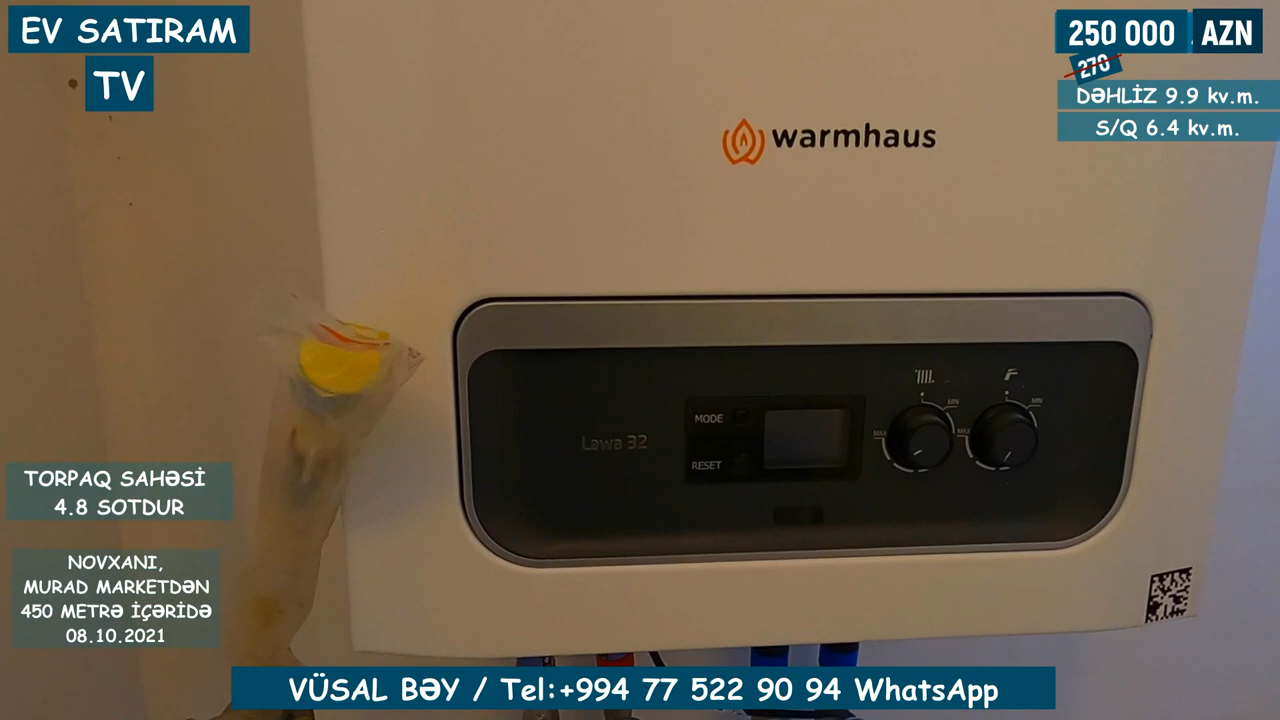 EV SATIRAM
TV
250 000 AZN
270
DƏHLİZ 9.9 kv.m.
S/Q 6.4 kv.m.
warmhaus
MIN
MIN
MODE
MAX
MAX
Lawa 32
RESET
TORPAQ SAHƏSİ
4.8 SOTDUR
NOVXANI,
MURAD MARKETDƏN
450 METRƏ İÇƏRİDƏ
08.10.2021
VÜSAL BƏY / Tel:+994 77 522 90 94 WhatsApp